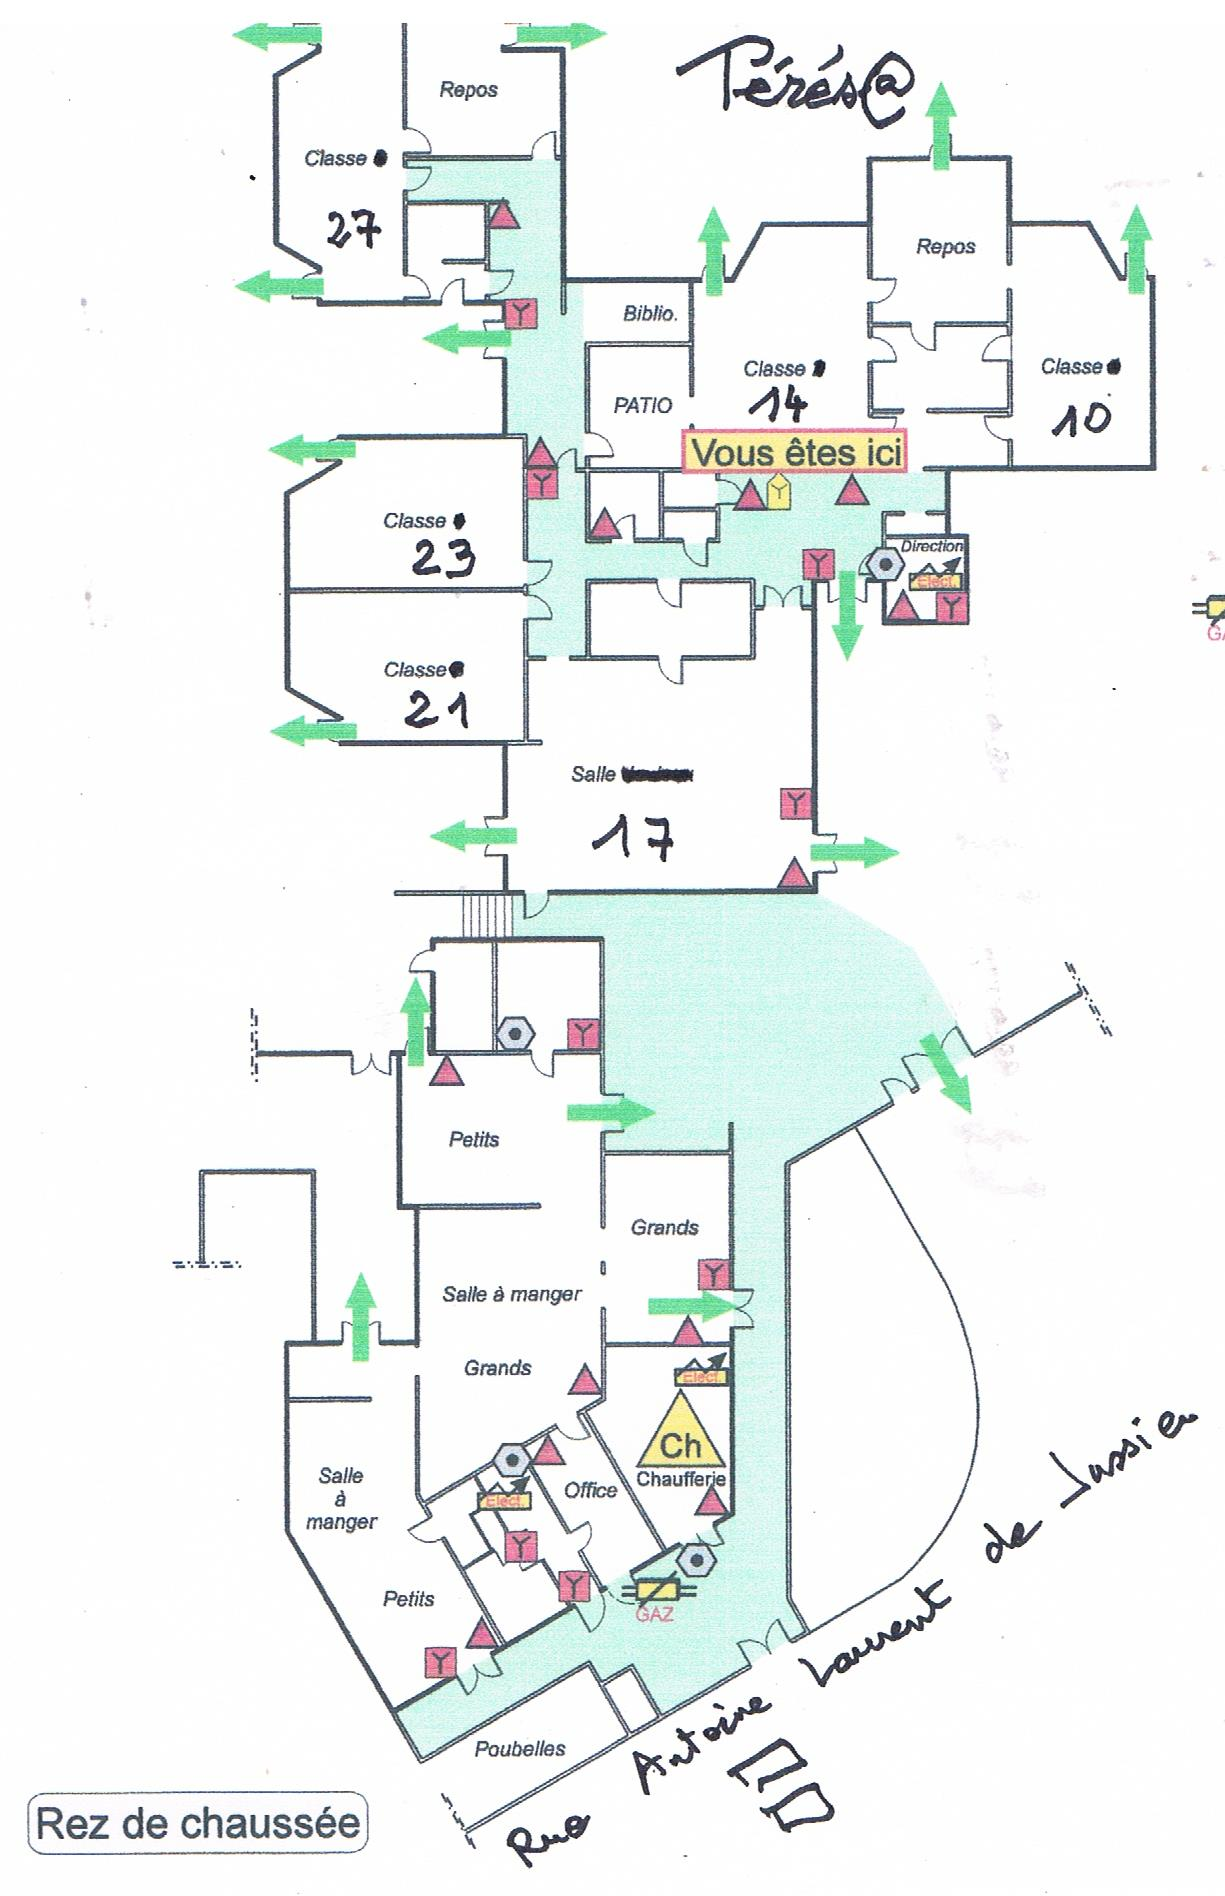 Térés@
Repos
Classe
27
Repos
Biblio.
Classe
14
Classe
10
PATIO
Vous êtes ici
Classe
23
Direction
Elect.
Classe
21
Salle
17
Petits
Grands
Salle à manger
Grands
Elect.
Ch
Chaufferie
Salle
à
manger
Office
Elect.
Petits
GAZ
Poubelles
Rue Antoine Laurent de Jussieu
Rez de chaussée